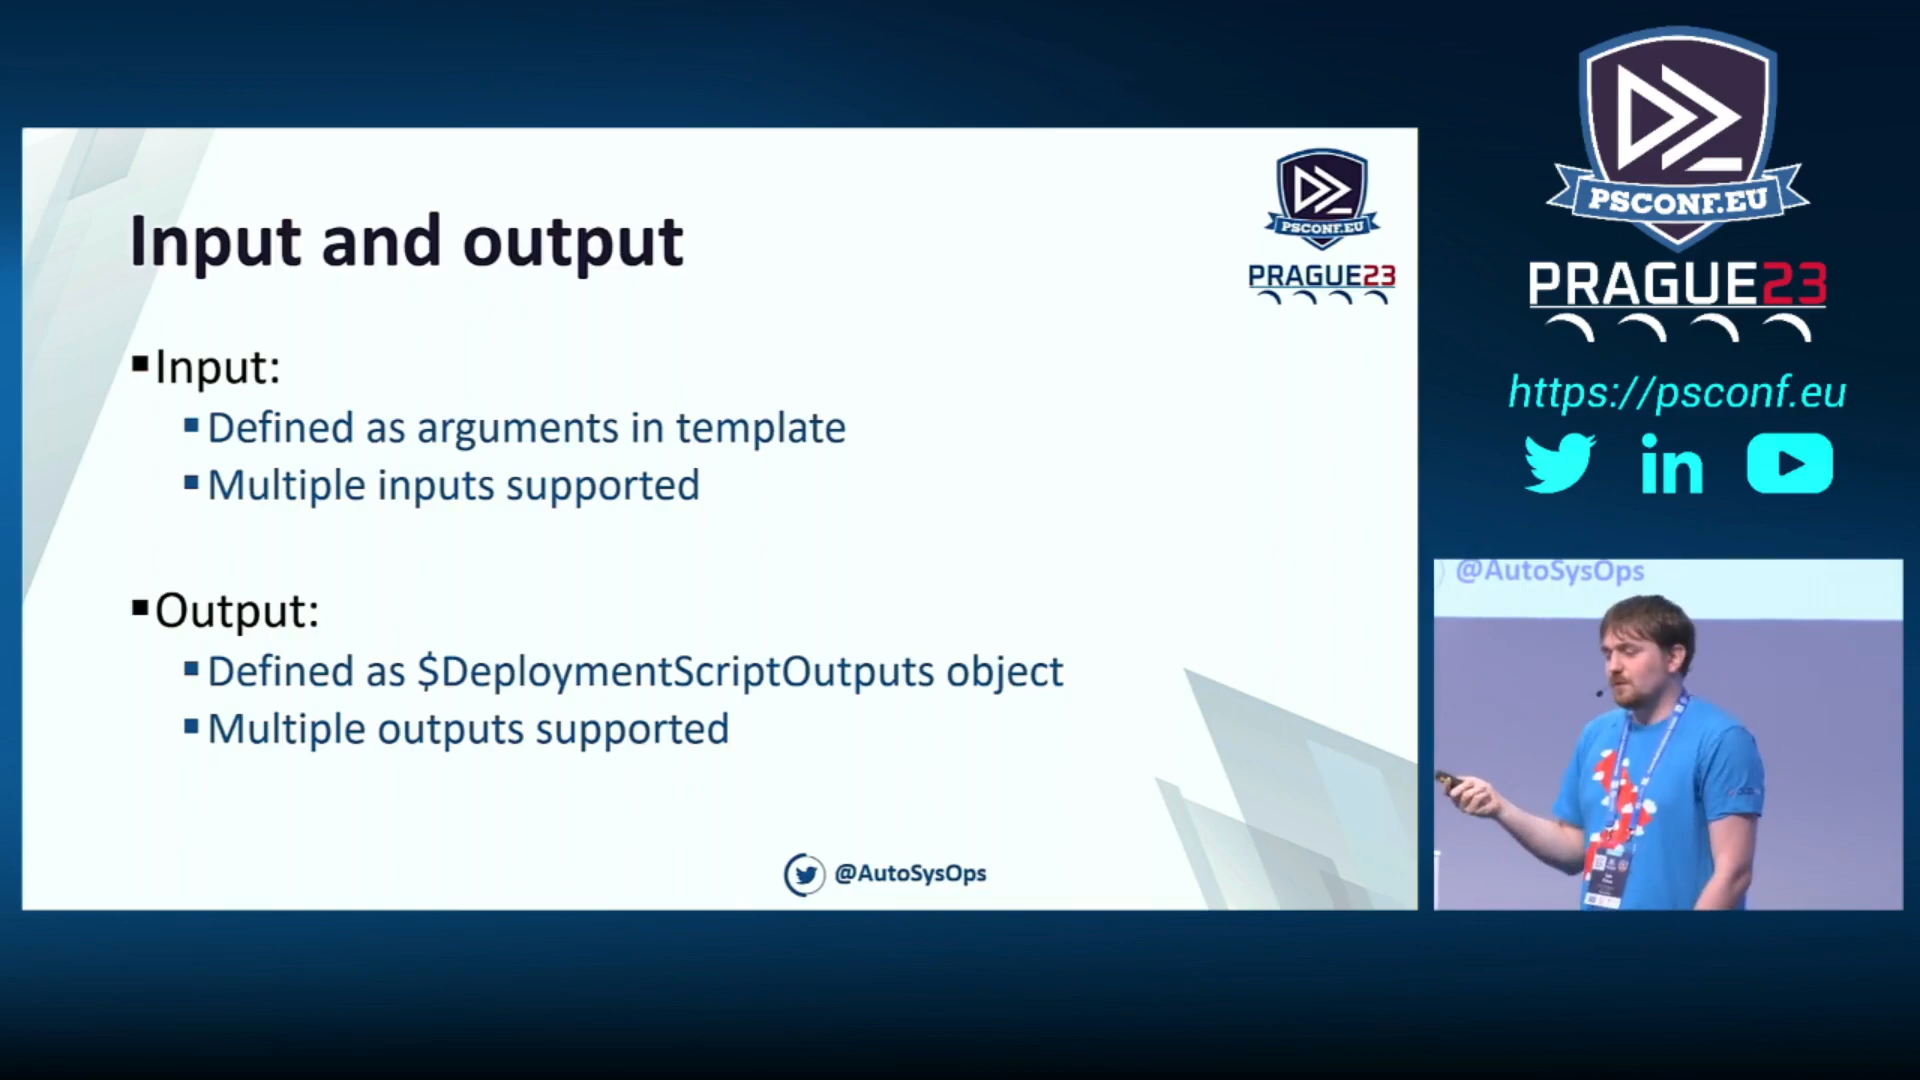 Input and output
PSCONF.EU
PRAGUE23
Input:
Defined as arguments in template
Multiple inputs supported
Output:
Defined as $DeploymentScriptOutputs object
Multiple outputs supported
@AutoSysOps
PSCONF.EU
PRAGUE23
https://psconf.eu
in
@AutoSysOps